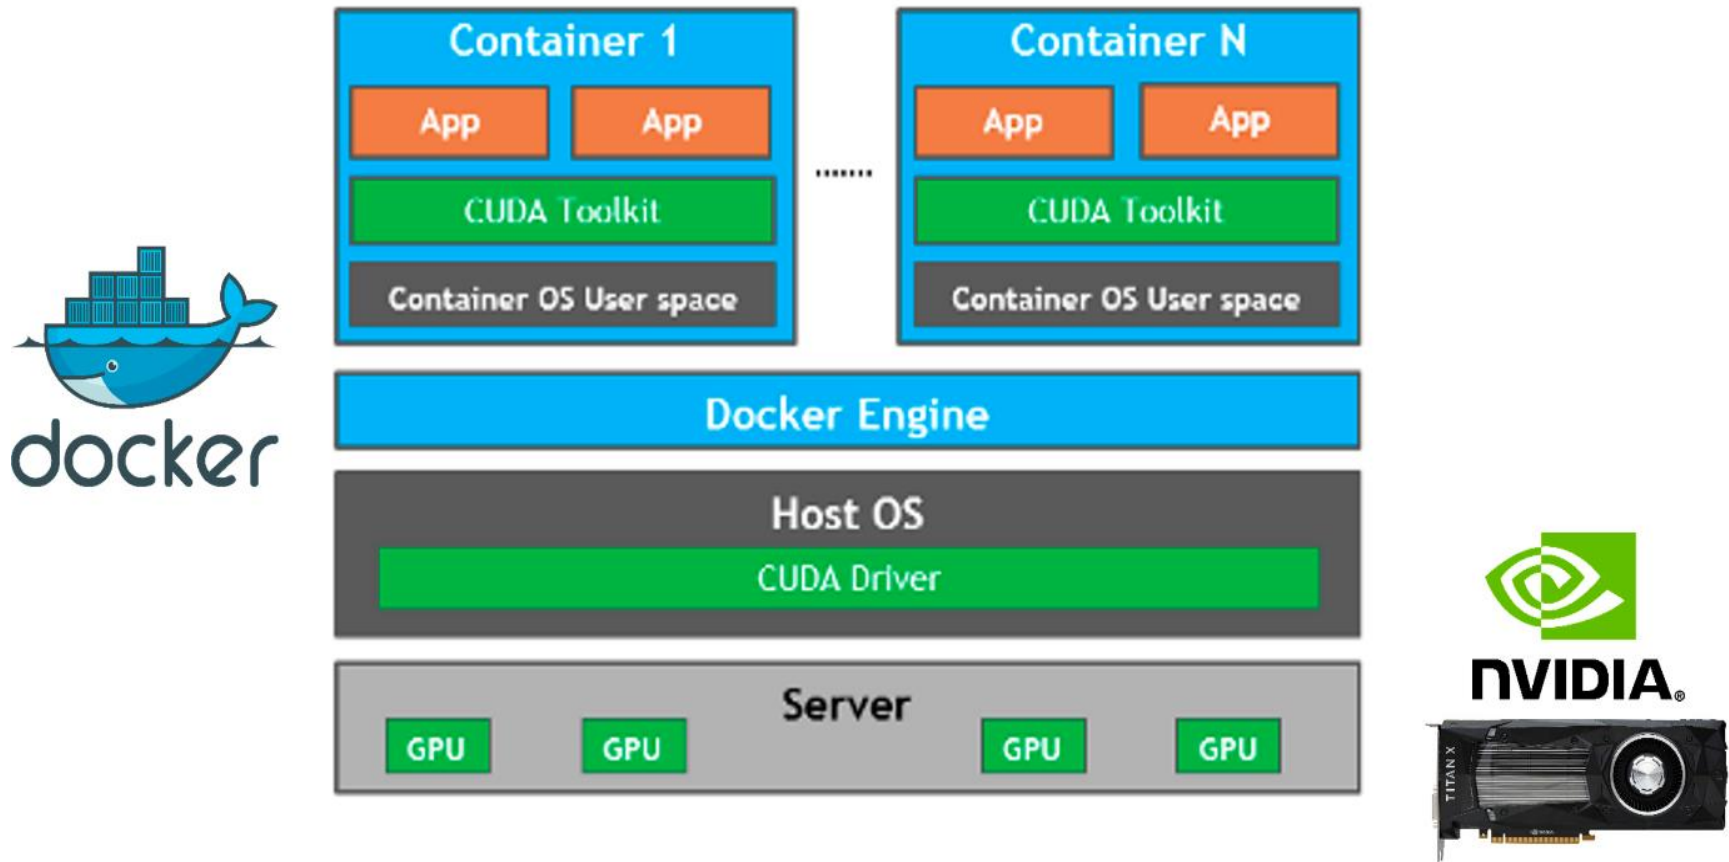 Container 1
App App
CUDA Toolkit
Container OS User space
.......
Container N
App App
CUDA Toolkit
Container OS User space
docker
Docker Engine
Host OS
CUDA Driver
Server
GPU GPU GPU GPU
NVIDIA®
TITAN X